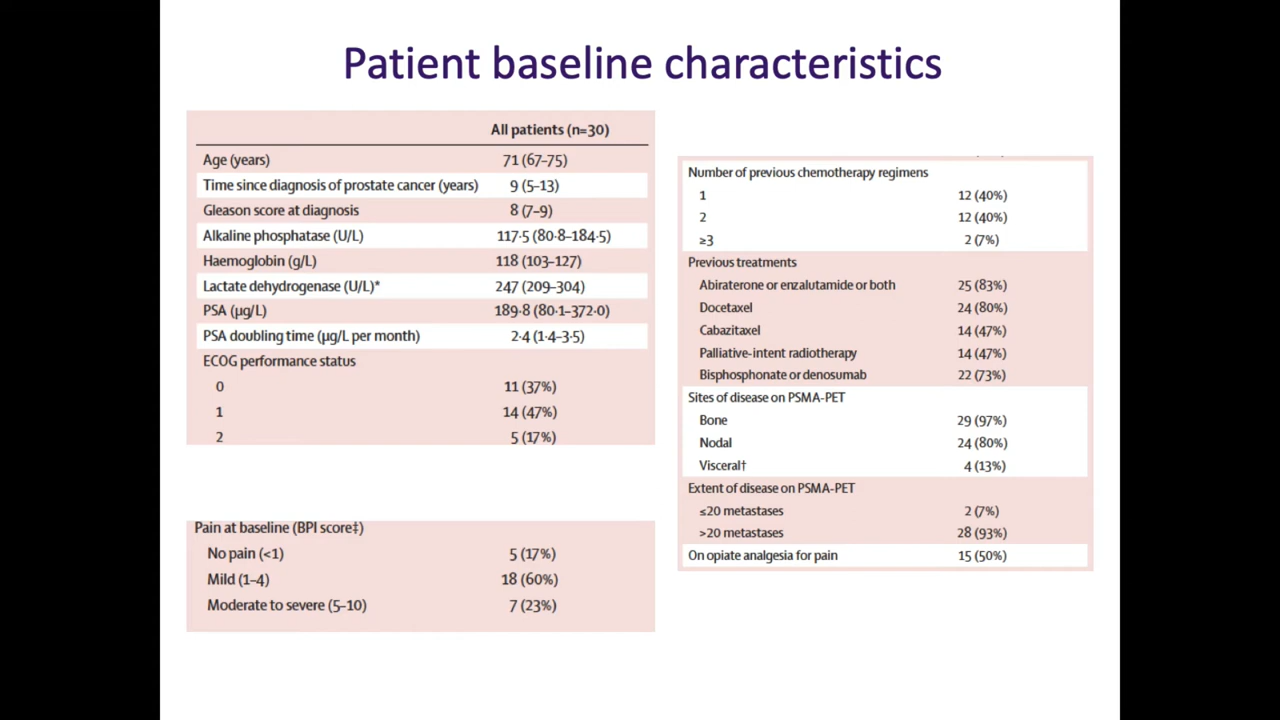 Patient baseline characteristics
All patients (n=30)
Age (years) 71 (67–75)
Time since diagnosis of prostate cancer (years) 9 (5–13)
Gleason score at diagnosis 8 (7–9)
Alkaline phosphatase (U/L) 117·5 (80·8–184·5)
Haemoglobin (g/L) 118 (103–127)
Lactate dehydrogenase (U/L)* 247 (209–304)
PSA (µg/L) 189·8 (80·1–372·0)
PSA doubling time (µg/L per month) 2·4 (1·4–3·5)
ECOG performance status
0 11 (37%)
1 14 (47%)
2 5 (17%)
Pain at baseline (BPI score‡)
No pain (<1) 5 (17%)
Mild (1–4) 18 (60%)
Moderate to severe (5–10) 7 (23%)
Number of previous chemotherapy regimens
1 12 (40%)
2 12 (40%)
≥3 2 (7%)
Previous treatments
Abiraterone or enzalutamide or both 25 (83%)
Docetaxel 24 (80%)
Cabazitaxel 14 (47%)
Palliative-intent radiotherapy 14 (47%)
Bisphosphonate or denosumab 22 (73%)
Sites of disease on PSMA-PET
Bone 29 (97%)
Nodal 24 (80%)
Visceral† 4 (13%)
Extent of disease on PSMA-PET
≤20 metastases 2 (7%)
>20 metastases 28 (93%)
On opiate analgesia for pain 15 (50%)